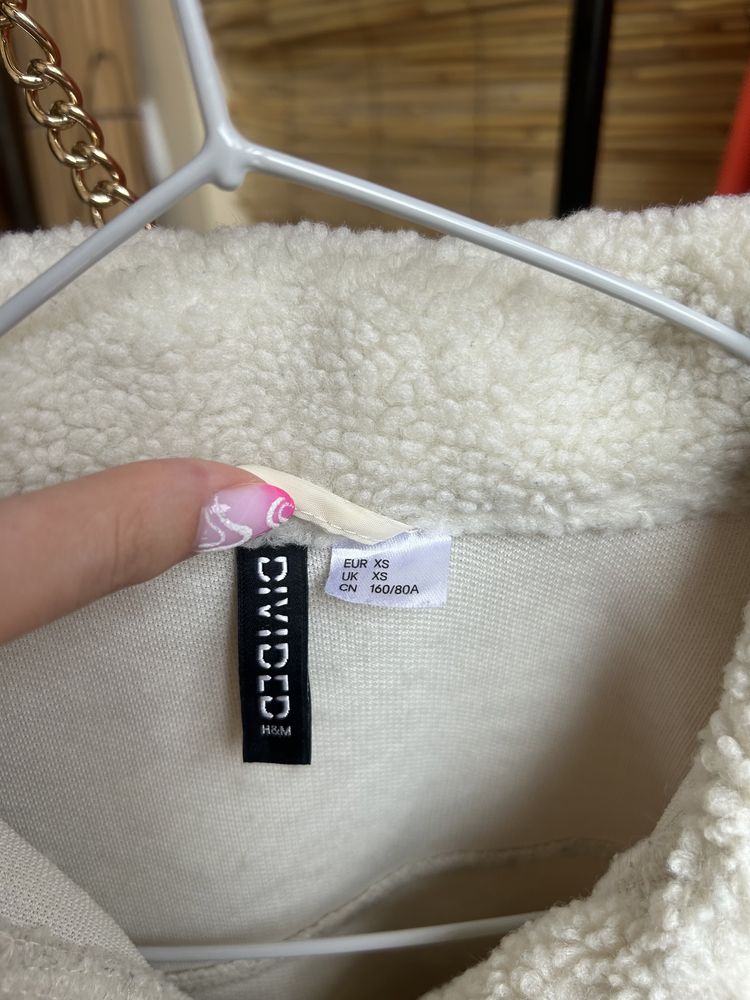 DIVIDED
H&M
EUR XS
UK XS
CN 160/80A